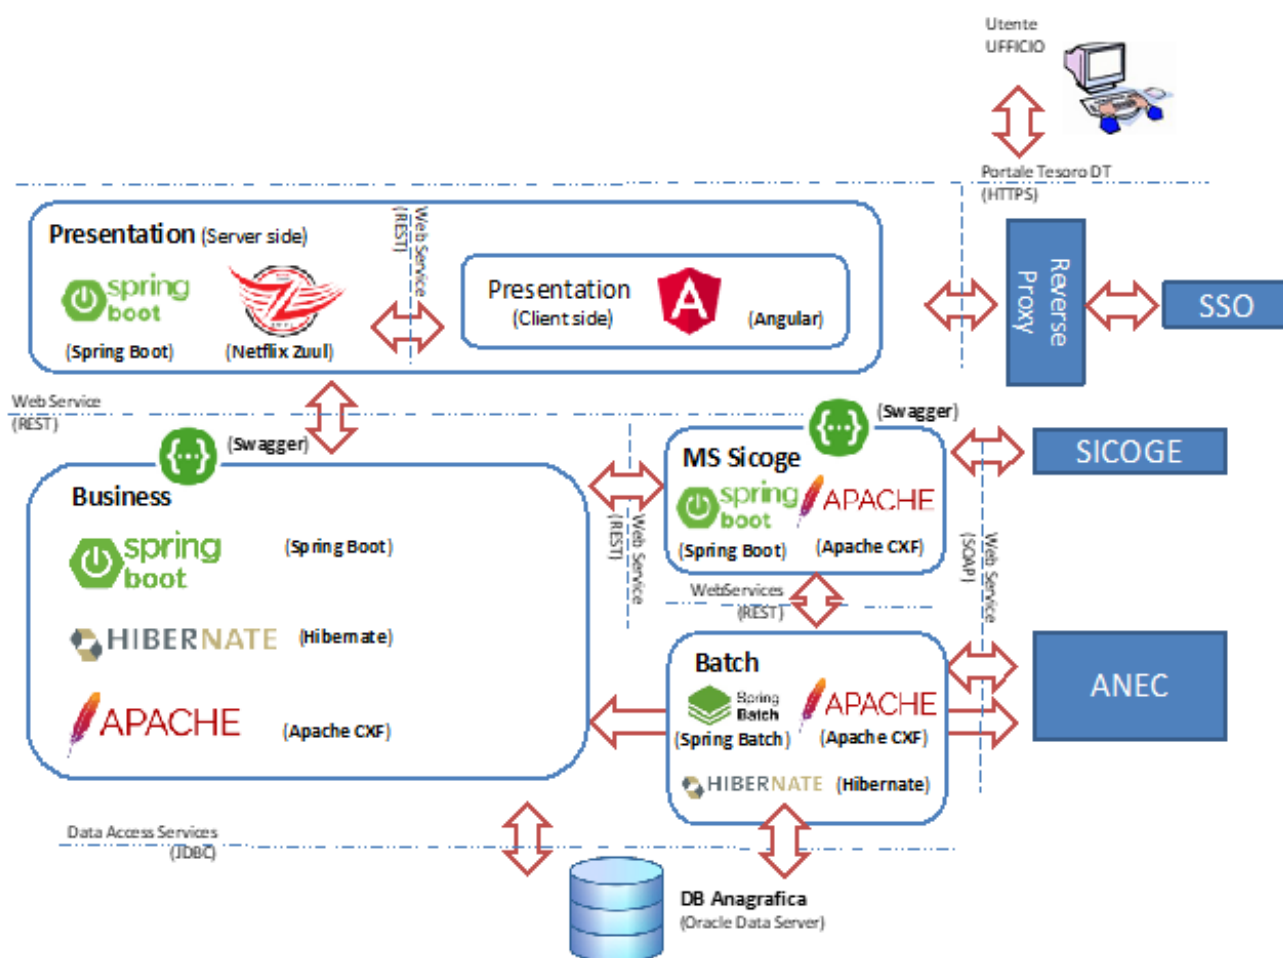 Utente
UFFICIO
Portale Tesoro DT
(HTTPS)
Presentation (Server side)
spring
boot
(Spring Boot)
(Netflix Zuul)
Web Service
(REST)
Presentation
(Client side)
(Angular)
Reverse
Proxy
SSO
Web Service
(REST)
(Swagger)
(Swagger)
Business
spring
boot
(Spring Boot)
HIBERNATE
(Hibernate)
APACHE
(Apache CXF)
Web Service
(REST)
MS Sicoge
spring
boot
APACHE
(Spring Boot)
(Apache CXF)
SICOGE
WebServices
(REST)
Web Service
(SOAP)
Batch
Spring
Batch
APACHE
(Spring Batch)
(Apache CXF)
HIBERNATE
(Hibernate)
ANEC
Data Access Services
(JDBC)
DB Anagrafica
(Oracle Data Server)